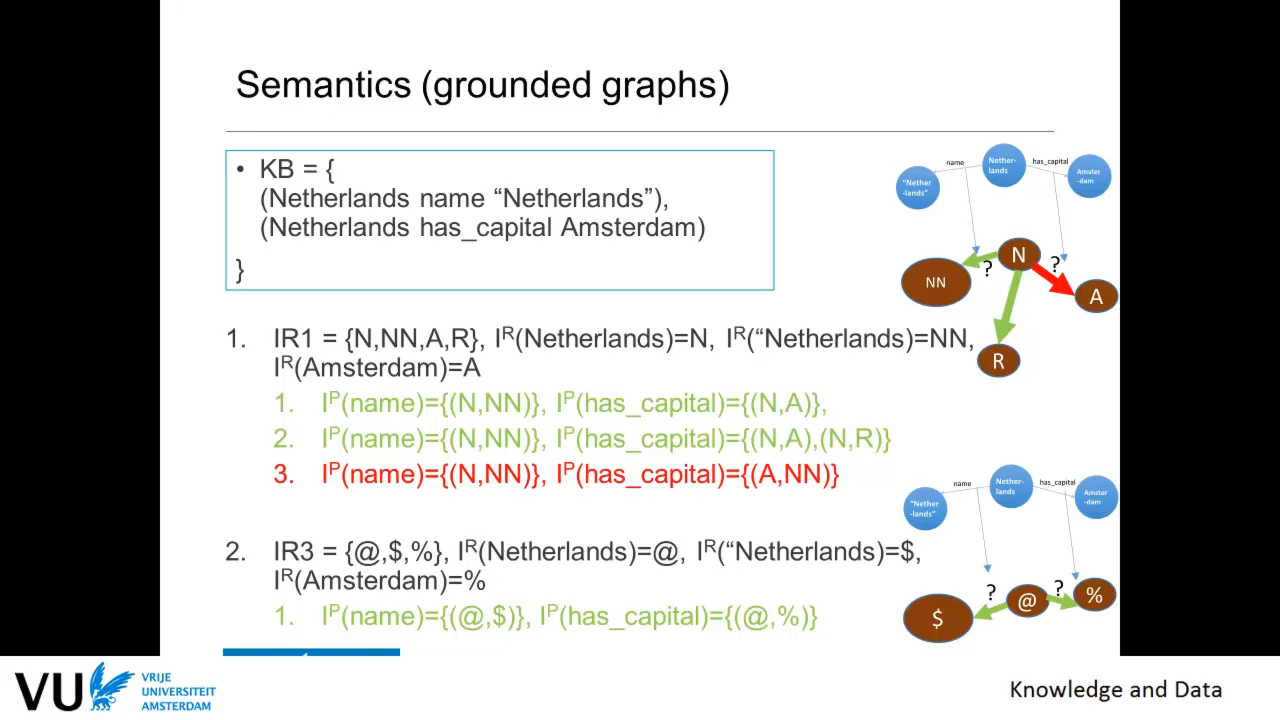 Semantics (grounded graphs)
• KB = {
(Netherlands name “Netherlands”),
(Netherlands has_capital Amsterdam)
}
name
Nether-
lands
has_capital
“Nether
-lands”
Amster
-dam
N
?
?
NN
A
R
1. IR1 = {N,NN,A,R}, Iᴿ(Netherlands)=N, Iᴿ(“Netherlands)=NN,
Iᴿ(Amsterdam)=A
1. Iᴾ(name)={(N,NN)}, Iᴾ(has_capital)={(N,A)},
2. Iᴾ(name)={(N,NN)}, Iᴾ(has_capital)={(N,A),(N,R)}
3. Iᴾ(name)={(N,NN)}, Iᴾ(has_capital)={(A,NN)}
name
Nether-
lands
has_capital
“Nether
-lands”
Amster
-dam
2. IR3 = {@,$,%}, Iᴿ(Netherlands)=@, Iᴿ(“Netherlands)=$,
Iᴿ(Amsterdam)=%
1. Iᴾ(name)={(@,$)}, Iᴾ(has_capital)={(@,%)}
?
?
$
@
%
VU
VRIJE
UNIVERSITEIT
AMSTERDAM
Knowledge and Data